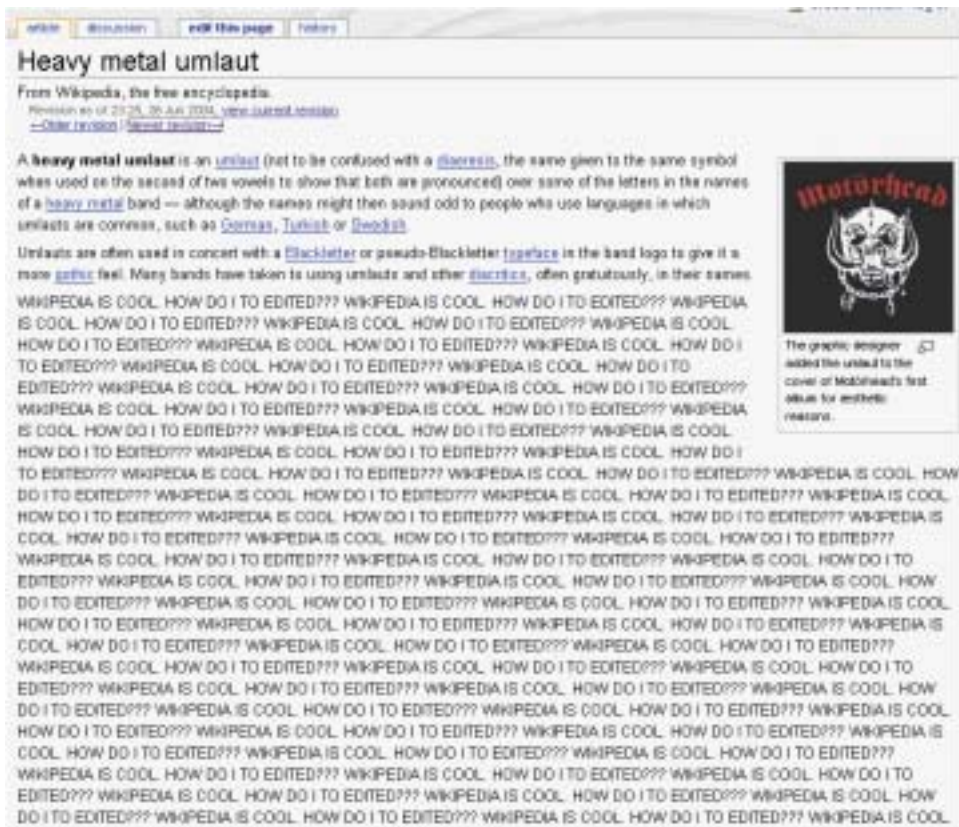 article discussion edit this page history
Heavy metal umlaut
From Wikipedia, the free encyclopedia.
Revision as of 23:25, 26 Jun 2004, view current revision
←Older revision | Newer revision→
A heavy metal umlaut is an umlaut (not to be confused with a diaeresis, the name given to the same symbol
when used on the second of two vowels to show that both are pronounced) over some of the letters in the names
of a heavy metal band — although the names might then sound odd to people who use languages in which
umlauts are common, such as German, Turkish or Swedish.
Umlauts are often used in concert with a Blackletter or pseudo-Blackletter typeface in the band logo to give it a
more gothic feel. Many bands have taken to using umlauts and other diacritics, often gratuitously, in their names
Motörhead
The graphic designer
added the umlaut to the
cover of Motörhead's first
album for aesthetic
reasons.
WIKIPEDIA IS COOL. HOW DO I TO EDITED??? WIKIPEDIA IS COOL. HOW DO I TO EDITED??? WIKIPEDIA
IS COOL. HOW DO I TO EDITED??? WIKIPEDIA IS COOL. HOW DO I TO EDITED??? WIKIPEDIA IS COOL.
HOW DO I TO EDITED??? WIKIPEDIA IS COOL. HOW DO I TO EDITED??? WIKIPEDIA IS COOL. HOW DO I
TO EDITED??? WIKIPEDIA IS COOL. HOW DO I TO EDITED??? WIKIPEDIA IS COOL. HOW DO I TO
EDITED??? WIKIPEDIA IS COOL. HOW DO I TO EDITED??? WIKIPEDIA IS COOL. HOW DO I TO EDITED???
WIKIPEDIA IS COOL. HOW DO I TO EDITED??? WIKIPEDIA IS COOL. HOW DO I TO EDITED??? WIKIPEDIA
IS COOL. HOW DO I TO EDITED??? WIKIPEDIA IS COOL. HOW DO I TO EDITED??? WIKIPEDIA IS COOL.
HOW DO I TO EDITED??? WIKIPEDIA IS COOL. HOW DO I TO EDITED??? WIKIPEDIA IS COOL. HOW DO I
TO EDITED??? WIKIPEDIA IS COOL. HOW DO I TO EDITED??? WIKIPEDIA IS COOL. HOW DO I TO EDITED??? WIKIPEDIA IS COOL. HOW
DO I TO EDITED??? WIKIPEDIA IS COOL. HOW DO I TO EDITED??? WIKIPEDIA IS COOL. HOW DO I TO EDITED??? WIKIPEDIA IS COOL.
HOW DO I TO EDITED??? WIKIPEDIA IS COOL. HOW DO I TO EDITED??? WIKIPEDIA IS COOL. HOW DO I TO EDITED??? WIKIPEDIA IS
COOL. HOW DO I TO EDITED??? WIKIPEDIA IS COOL. HOW DO I TO EDITED??? WIKIPEDIA IS COOL. HOW DO I TO EDITED???
WIKIPEDIA IS COOL. HOW DO I TO EDITED??? WIKIPEDIA IS COOL. HOW DO I TO EDITED??? WIKIPEDIA IS COOL. HOW DO I TO
EDITED??? WIKIPEDIA IS COOL. HOW DO I TO EDITED??? WIKIPEDIA IS COOL. HOW DO I TO EDITED??? WIKIPEDIA IS COOL. HOW
DO I TO EDITED??? WIKIPEDIA IS COOL. HOW DO I TO EDITED??? WIKIPEDIA IS COOL. HOW DO I TO EDITED??? WIKIPEDIA IS COOL.
HOW DO I TO EDITED??? WIKIPEDIA IS COOL. HOW DO I TO EDITED??? WIKIPEDIA IS COOL. HOW DO I TO EDITED??? WIKIPEDIA IS
COOL. HOW DO I TO EDITED??? WIKIPEDIA IS COOL. HOW DO I TO EDITED??? WIKIPEDIA IS COOL. HOW DO I TO EDITED???
WIKIPEDIA IS COOL. HOW DO I TO EDITED??? WIKIPEDIA IS COOL. HOW DO I TO EDITED??? WIKIPEDIA IS COOL. HOW DO I TO
EDITED??? WIKIPEDIA IS COOL. HOW DO I TO EDITED??? WIKIPEDIA IS COOL. HOW DO I TO EDITED??? WIKIPEDIA IS COOL. HOW
DO I TO EDITED??? WIKIPEDIA IS COOL. HOW DO I TO EDITED??? WIKIPEDIA IS COOL. HOW DO I TO EDITED??? WIKIPEDIA IS COOL.
HOW DO I TO EDITED??? WIKIPEDIA IS COOL. HOW DO I TO EDITED??? WIKIPEDIA IS COOL. HOW DO I TO EDITED??? WIKIPEDIA IS
COOL. HOW DO I TO EDITED??? WIKIPEDIA IS COOL. HOW DO I TO EDITED??? WIKIPEDIA IS COOL. HOW DO I TO EDITED???
WIKIPEDIA IS COOL. HOW DO I TO EDITED??? WIKIPEDIA IS COOL. HOW DO I TO EDITED??? WIKIPEDIA IS COOL. HOW DO I TO
EDITED??? WIKIPEDIA IS COOL. HOW DO I TO EDITED??? WIKIPEDIA IS COOL. HOW DO I TO EDITED??? WIKIPEDIA IS COOL. HOW
DO I TO EDITED??? WIKIPEDIA IS COOL. HOW DO I TO EDITED??? WIKIPEDIA IS COOL. HOW DO I TO EDITED??? WIKIPEDIA IS COOL.